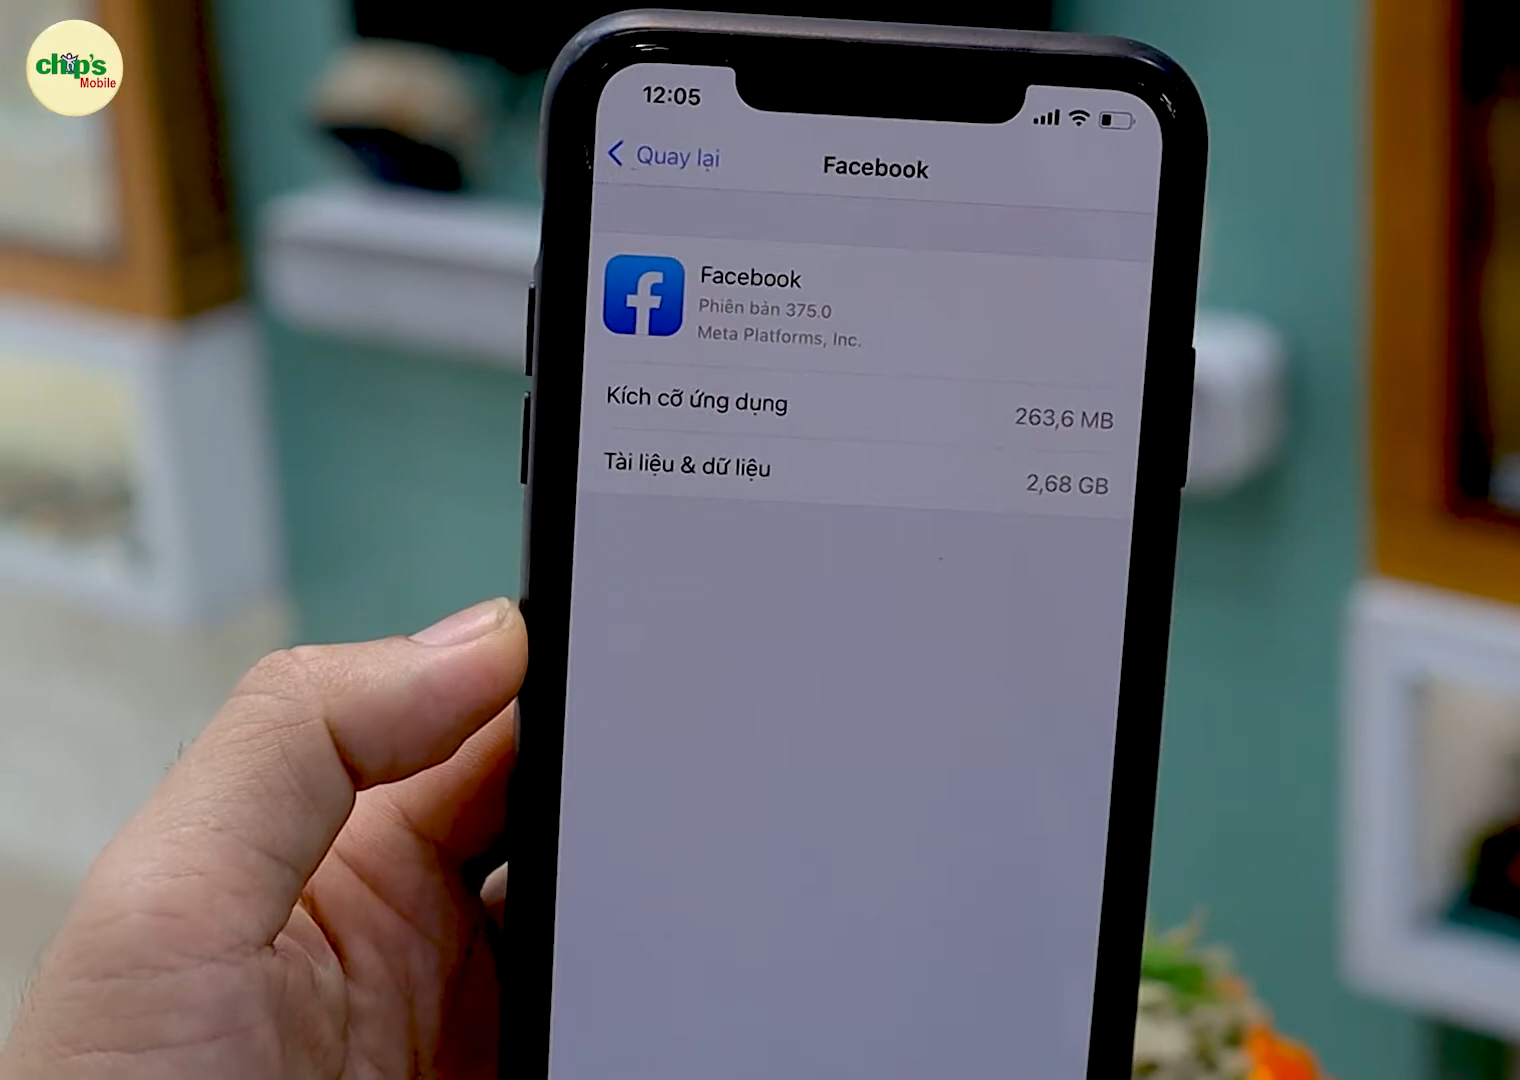 chip's
Mobile
12:05
Quay lại
Facebook
Facebook
Phiên bản 375.0
Meta Platforms, Inc.
Kích cỡ ứng dụng
263,6 MB
Tài liệu & dữ liệu
2,68 GB